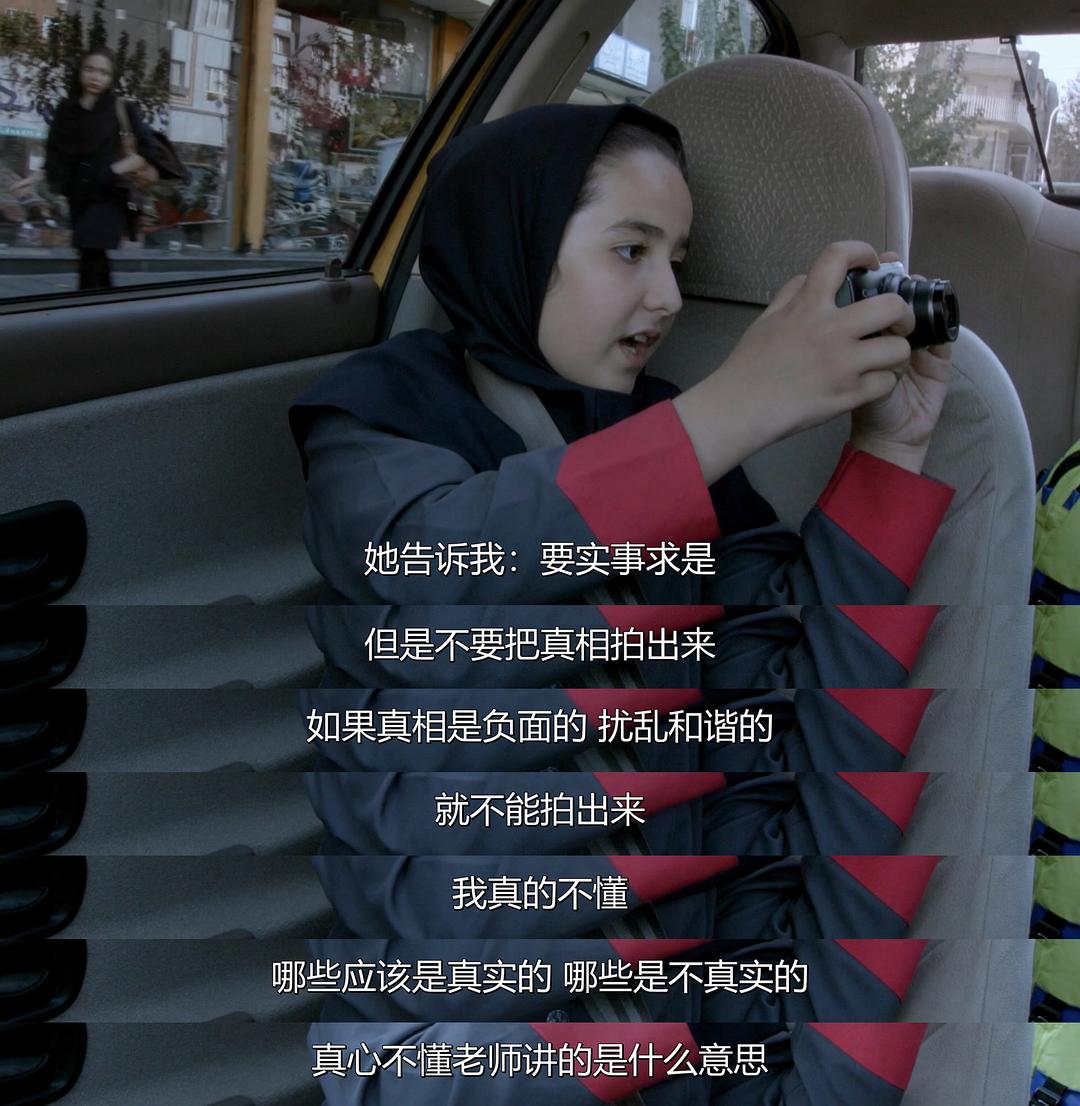 她告诉我：要实事求是
但是不要把真相拍出来
如果真相是负面的 扰乱和谐的
就不能拍出来
我真的不懂
哪些应该是真实的 哪些是不真实的
真心不懂老师讲的是什么意思